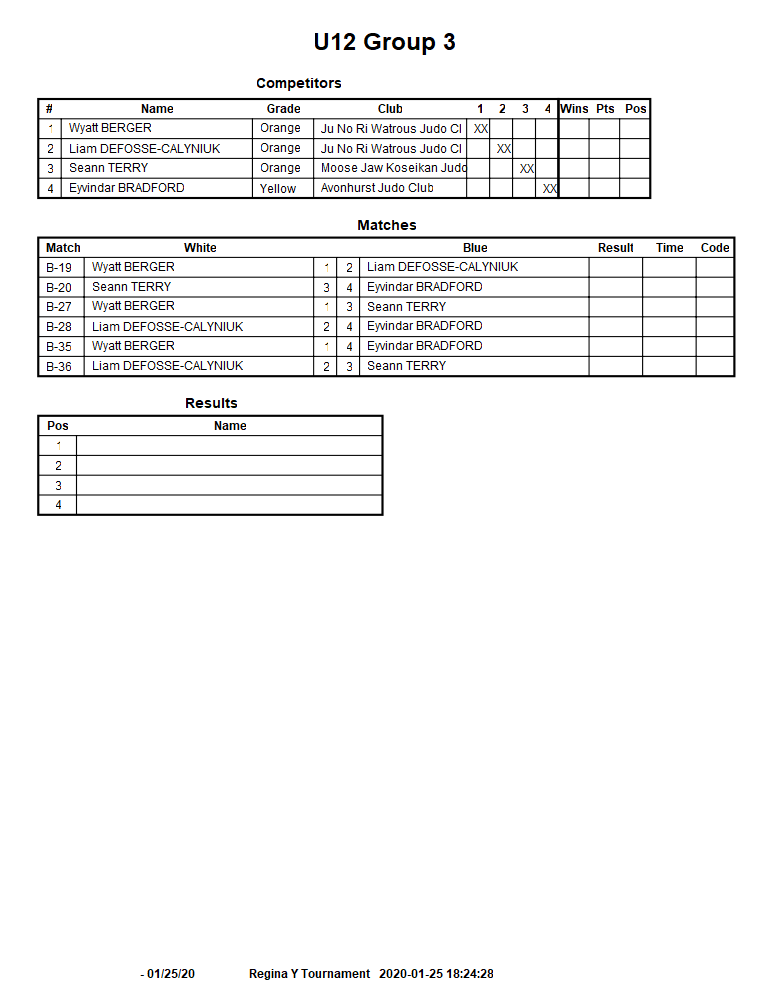 U12 Group 3
Competitors
# Name Grade Club 1 2 3 4 Wins Pts Pos
1 Wyatt BERGER Orange Ju No Ri Watrous Judo Cl XX
2 Liam DEFOSSE-CALYNIUK Orange Ju No Ri Watrous Judo Cl XX
3 Seann TERRY Orange Moose Jaw Koseikan Judo XX
4 Eyvindar BRADFORD Yellow Avonhurst Judo Club XX
Matches
Match White Blue Result Time Code
B-19 Wyatt BERGER 1 2 Liam DEFOSSE-CALYNIUK
B-20 Seann TERRY 3 4 Eyvindar BRADFORD
B-27 Wyatt BERGER 1 3 Seann TERRY
B-28 Liam DEFOSSE-CALYNIUK 2 4 Eyvindar BRADFORD
B-35 Wyatt BERGER 1 4 Eyvindar BRADFORD
B-36 Liam DEFOSSE-CALYNIUK 2 3 Seann TERRY
Results
Pos Name
1
2
3
4
- 01/25/20 Regina Y Tournament 2020-01-25 18:24:28